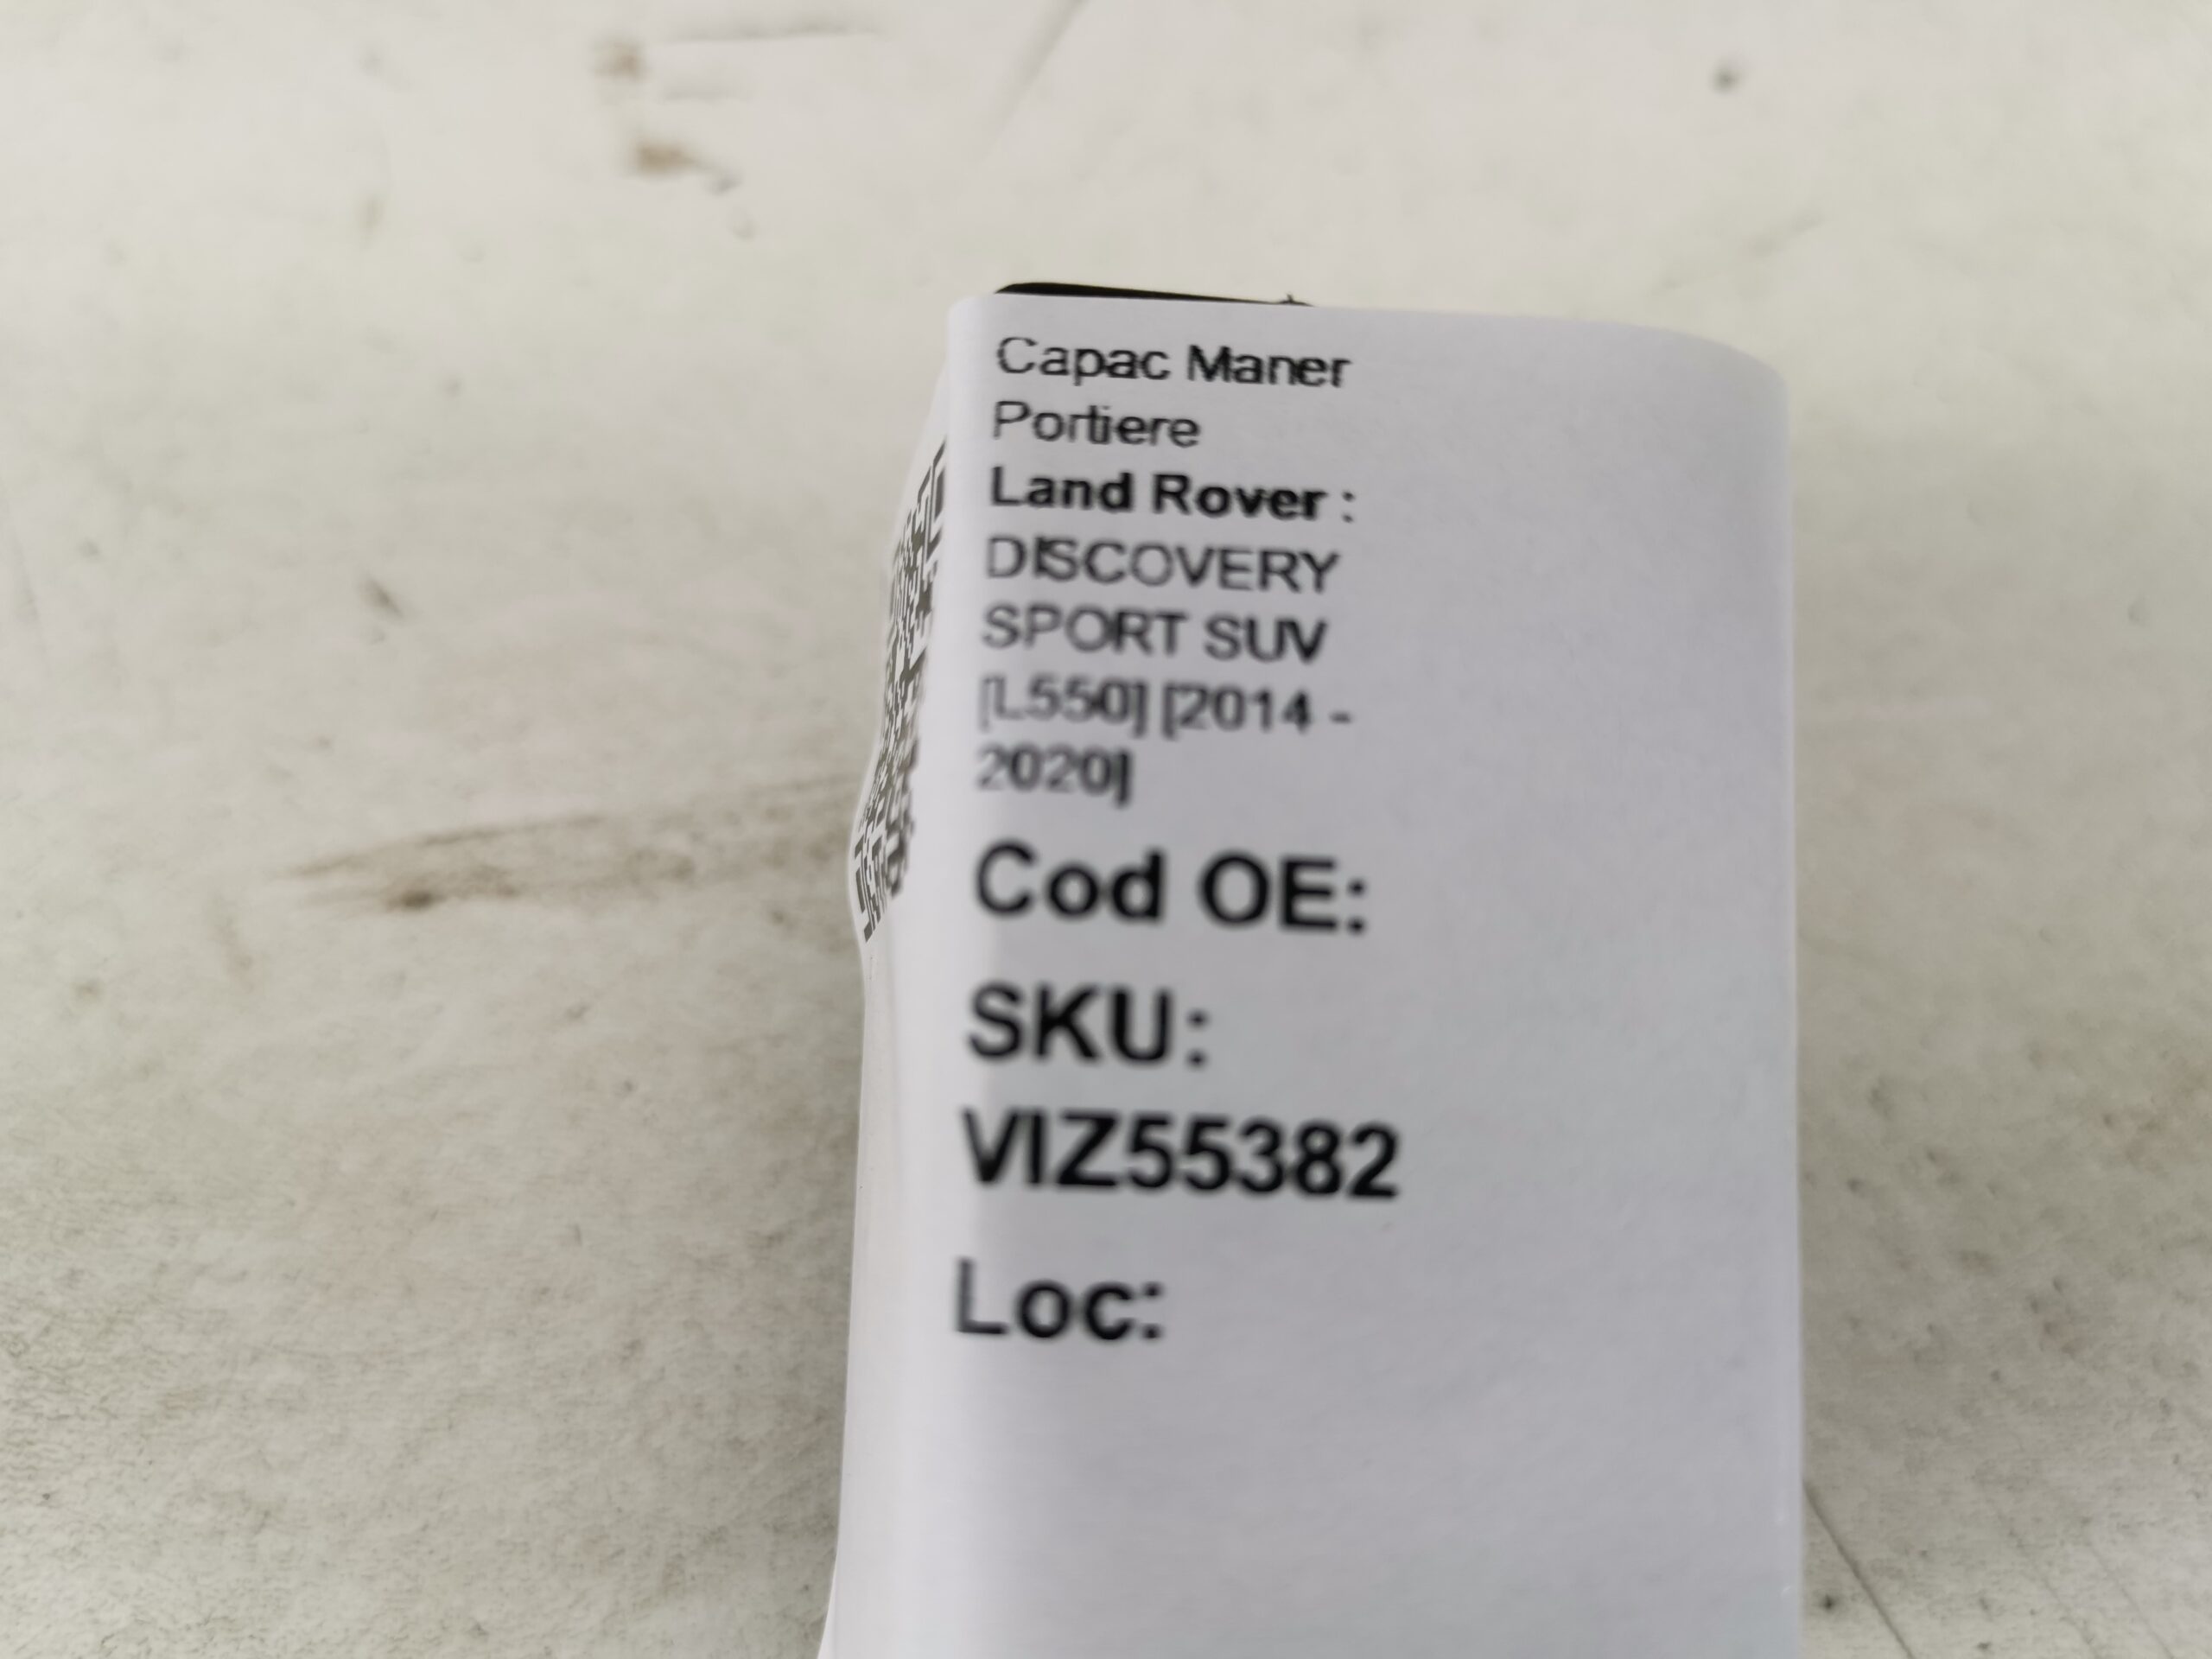 Capac Maner
Portiere
Land Rover :
DISCOVERY
SPORT SUV
[L550] [2014 -
2020]
Cod OE:
SKU:
VIZ55382
Loc: